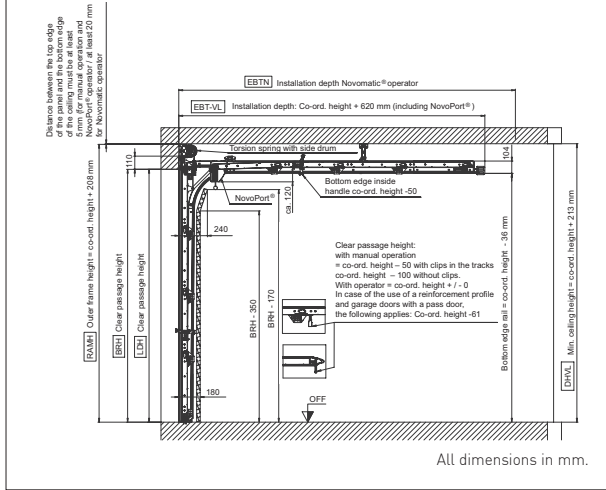 Distance between the top edge
of the panel and the bottom edge
of the ceiling must be at least
5 mm (for manual operation and
NovoPort® operator / at least 20 mm
for Novomatic operator
EBTN Installation depth Novomatic® operator
EBT-VL Installation depth: Co-ord. height + 620 mm (including NovoPort®)
Torsion spring with side drum
110
104
NovoPort®
ca. 120
Bottom edge inside
handle co-ord. height -50
240
Clear passage height:
with manual operation
= co-ord. height – 50 with clips in the tracks
co-ord. height – 100 without clips.
With operator = co-ord. height + / - 0
In case of the use of a reinforcement profile
and garage doors with a pass door,
the following applies: Co-ord. height -61
RAMH Outer frame height = co-ord. height + 208 mm
BRH Clear passage height
LDH Clear passage height
BRH - 350
BRH - 170
Bottom edge rail = co-ord. height - 36 mm
DHVL Min. ceiling height = co-ord. height + 213 mm
180
OFF
All dimensions in mm.